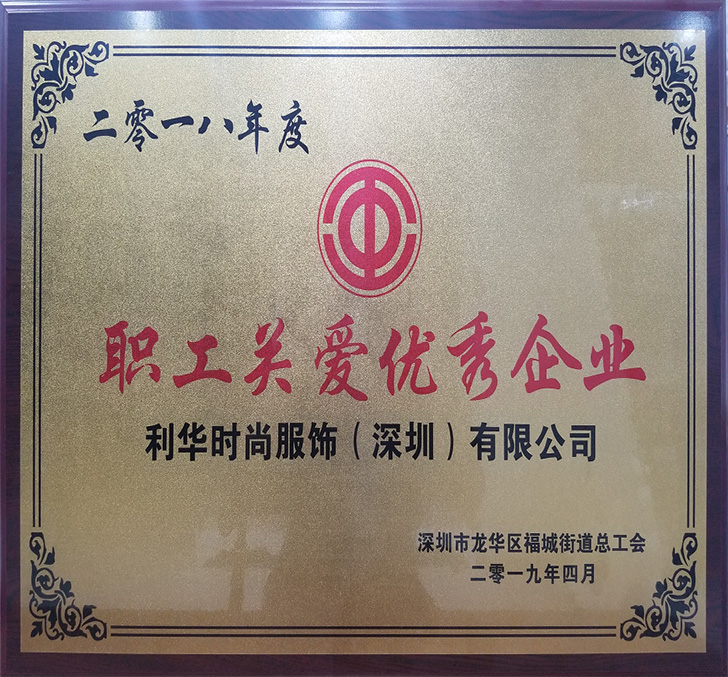 二零一八年度
职工关爱优秀企业
利华时尚服饰（深圳）有限公司
深圳市龙华区福城街道总工会
二零一九年四月